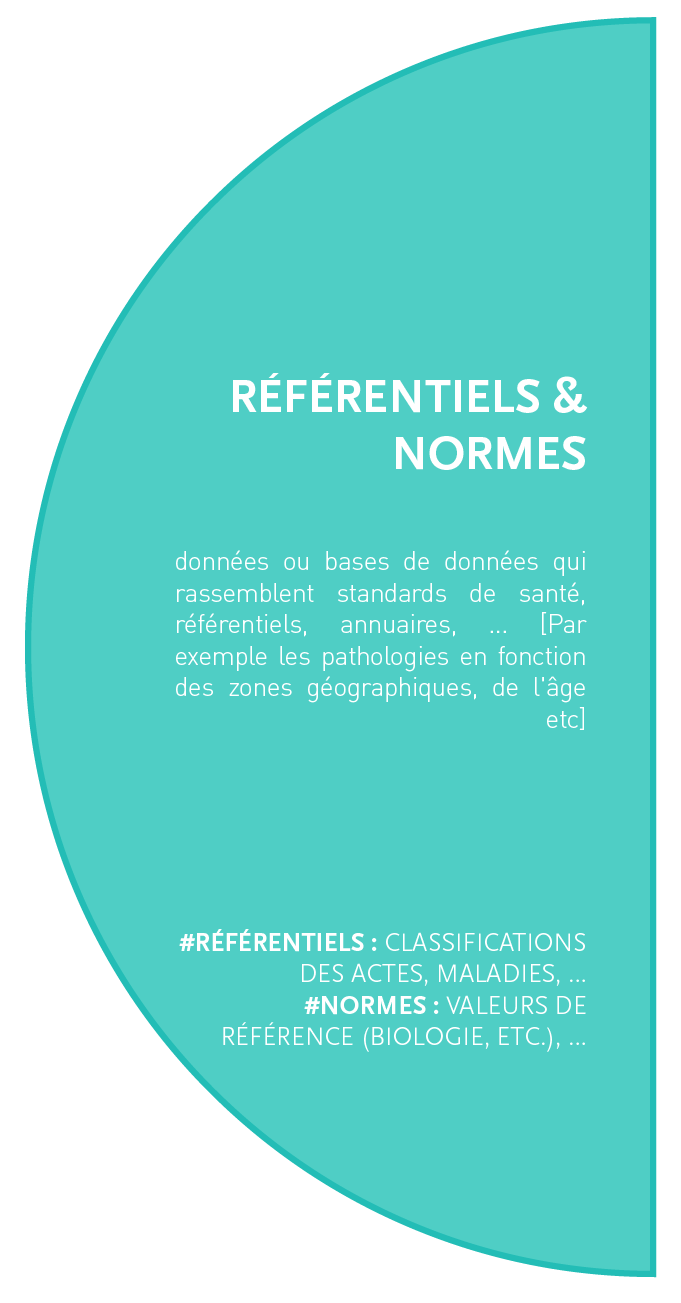 RÉFÉRENTIELS &
NORMES
données ou bases de données qui
rassemblent standards de santé,
référentiels, annuaires, ... [Par
exemple les pathologies en fonction
des zones géographiques, de l'âge
etc]
#RÉFÉRENTIELS : CLASSIFICATIONS
DES ACTES, MALADIES, ...
#NORMES : VALEURS DE
RÉFÉRENCE (BIOLOGIE, ETC.), ...